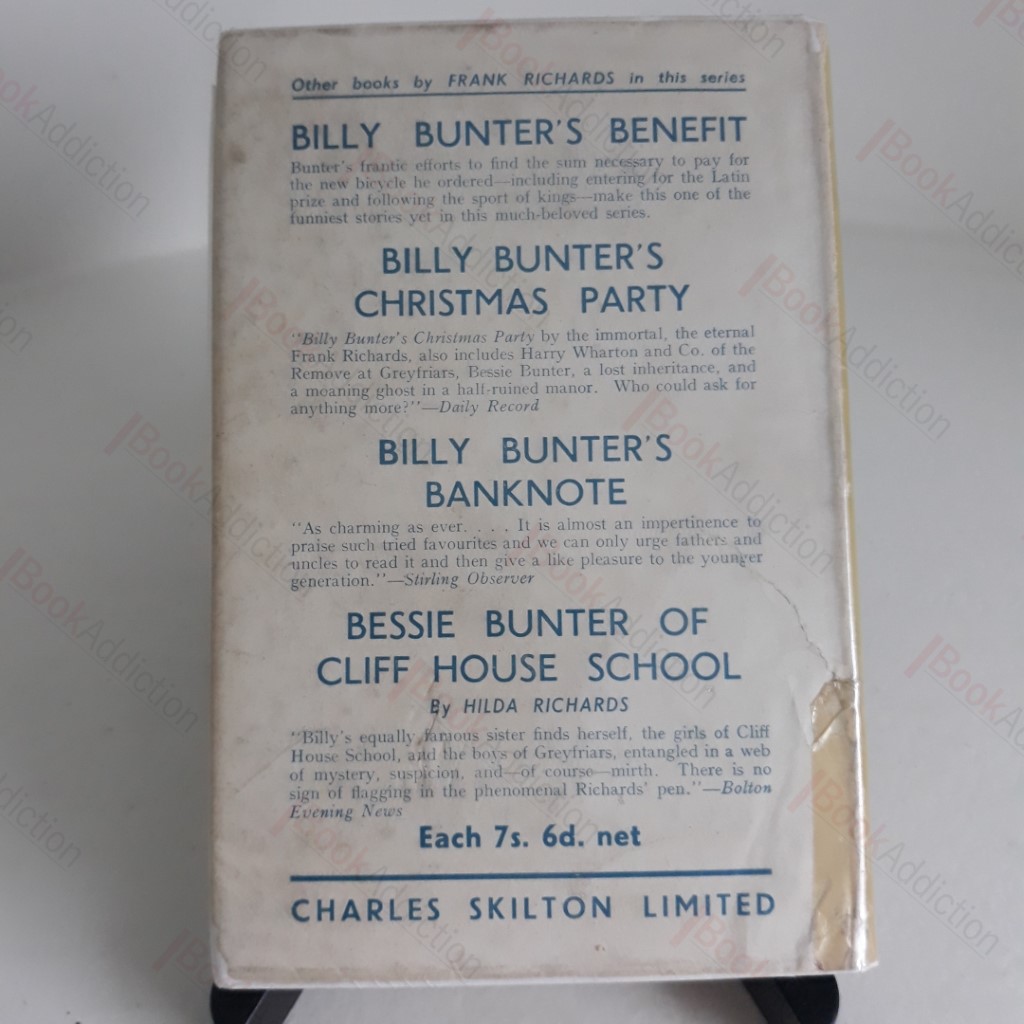 Other books by FRANK RICHARDS in this series
BILLY BUNTER'S BENEFIT
Bunter's frantic efforts to find the sum necessary to pay for
the new bicycle he ordered—including entering for the Latin
prize and following the sport of kings—make this one of the
funniest stories yet in this much-beloved series.
BILLY BUNTER'S
CHRISTMAS PARTY
"Billy Bunter's Christmas Party by the immortal, the eternal
Frank Richards, also includes Harry Wharton and Co. of the
Remove at Greyfriars, Bessie Bunter, a lost inheritance, and
a moaning ghost in a half-ruined manor. Who could ask for
anything more?"—Daily Record
BILLY BUNTER'S
BANKNOTE
"As charming as ever. . . . It is almost an impertinence to
praise such tried favourites and we can only urge fathers and
uncles to read it and then give a like pleasure to the younger
generation."—Stirling Observer
BESSIE BUNTER OF
CLIFF HOUSE SCHOOL
By HILDA RICHARDS
"Billy's equally famous sister finds herself, the girls of Cliff
House School, and the boys of Greyfriars, entangled in a web
of mystery, suspicion, and—of course—mirth. There is no
sign of flagging in the phenomenal Richards' pen."—Bolton
Evening News
Each 7s. 6d. net
CHARLES SKILTON LIMITED
BookAddiction